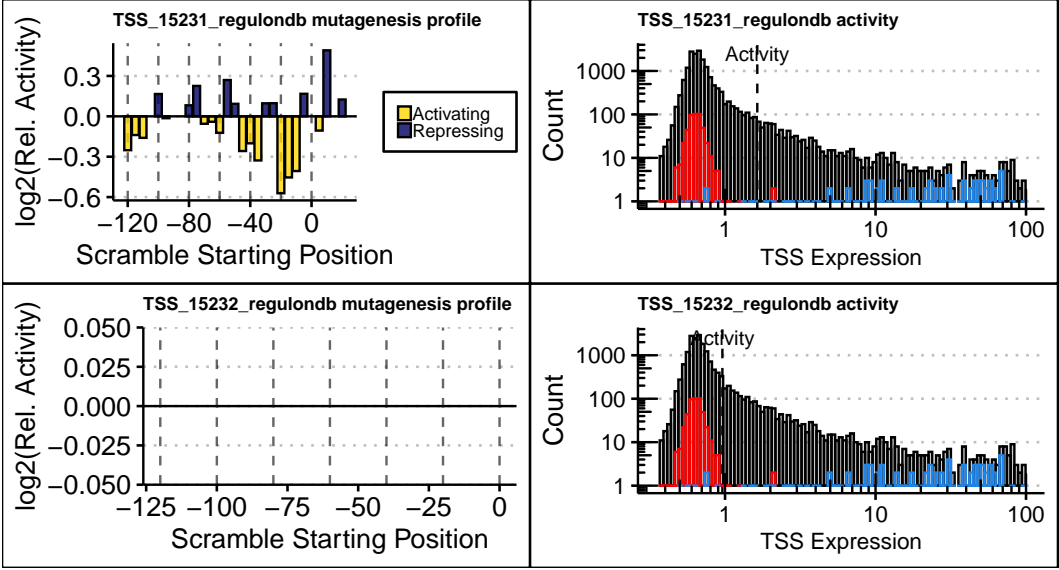 TSS_15231_regulondb mutagenesis profile
log2(Rel. Activity)
0.3
0.0
−0.3
−0.6
−120 −80 −40 0
Scramble Starting Position
Activating
Repressing
TSS_15231_regulondb activity
Activity
Count
1000
100
10
1
1 10 100
TSS Expression
TSS_15232_regulondb mutagenesis profile
log2(Rel. Activity)
0.050
0.025
0.000
−0.025
−0.050
−125 −100 −75 −50 −25 0
Scramble Starting Position
TSS_15232_regulondb activity
Activity
Count
1000
100
10
1
1 10 100
TSS Expression